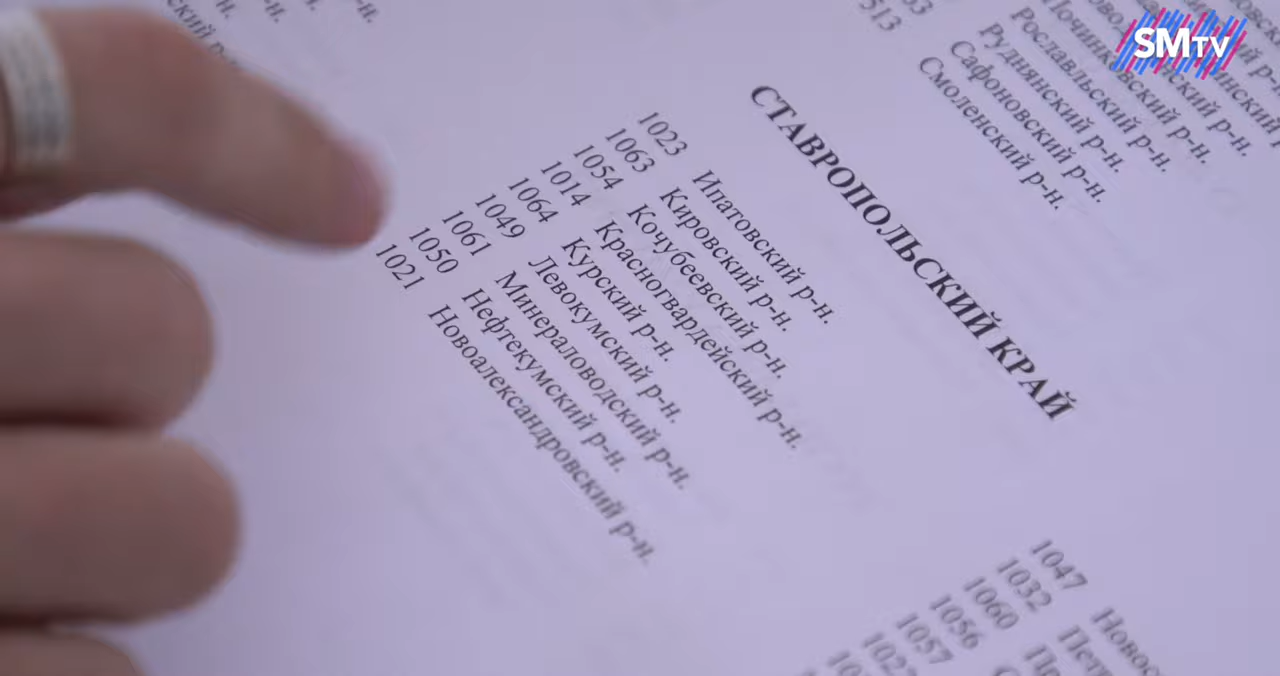 SMTV
513
Рославльский р-н.
Руднянский р-н.
Сафоновский р-н.
Смоленский р-н.
СТАВРОПОЛЬСКИЙ КРАЙ
1023 Ипатовский р-н.
1063 Кировский р-н.
1054 Кочубеевский р-н.
1014 Красногвардейский р-н.
1064 Курский р-н.
1049 Левокумский р-н.
1061 Минераловодский р-н.
1050 Нефтекумский р-н.
1021 Новоалександровский р-н.
1047
1032
1060
1056
1057